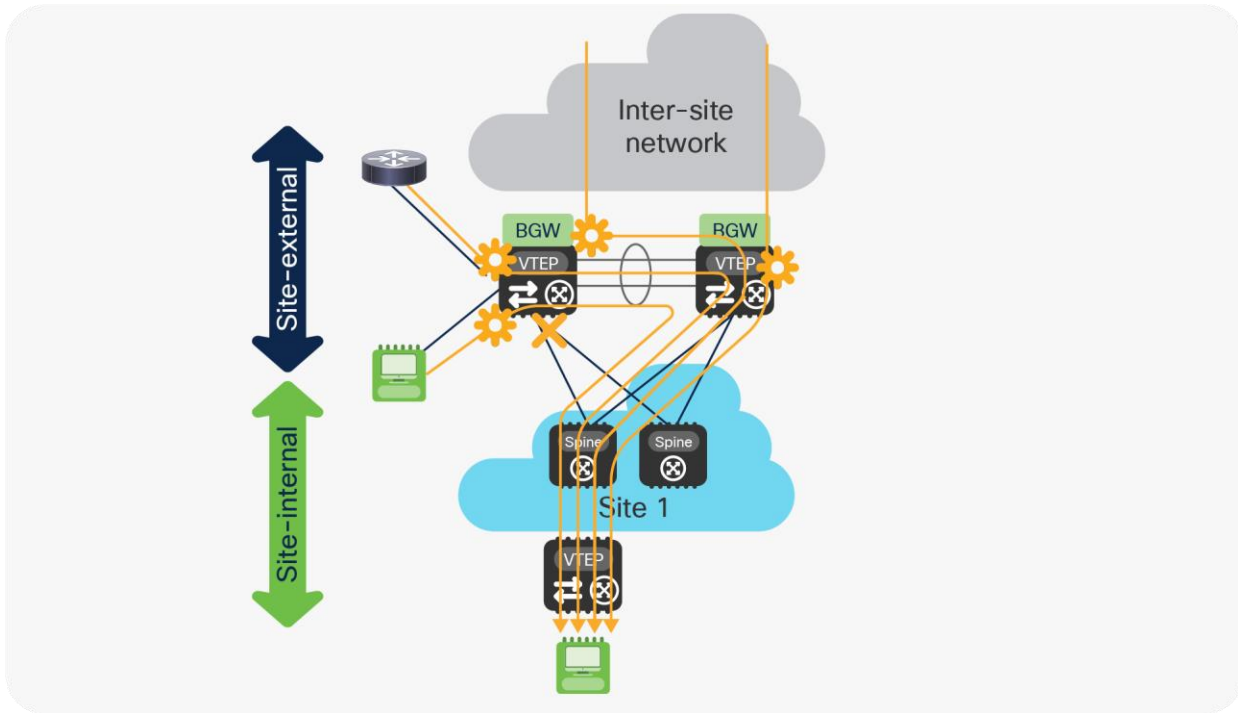 Inter-site
network
Site-external
BGW
BGW
VTEP
VTEP
Spine
Spine
Site 1
Site-internal
VTEP